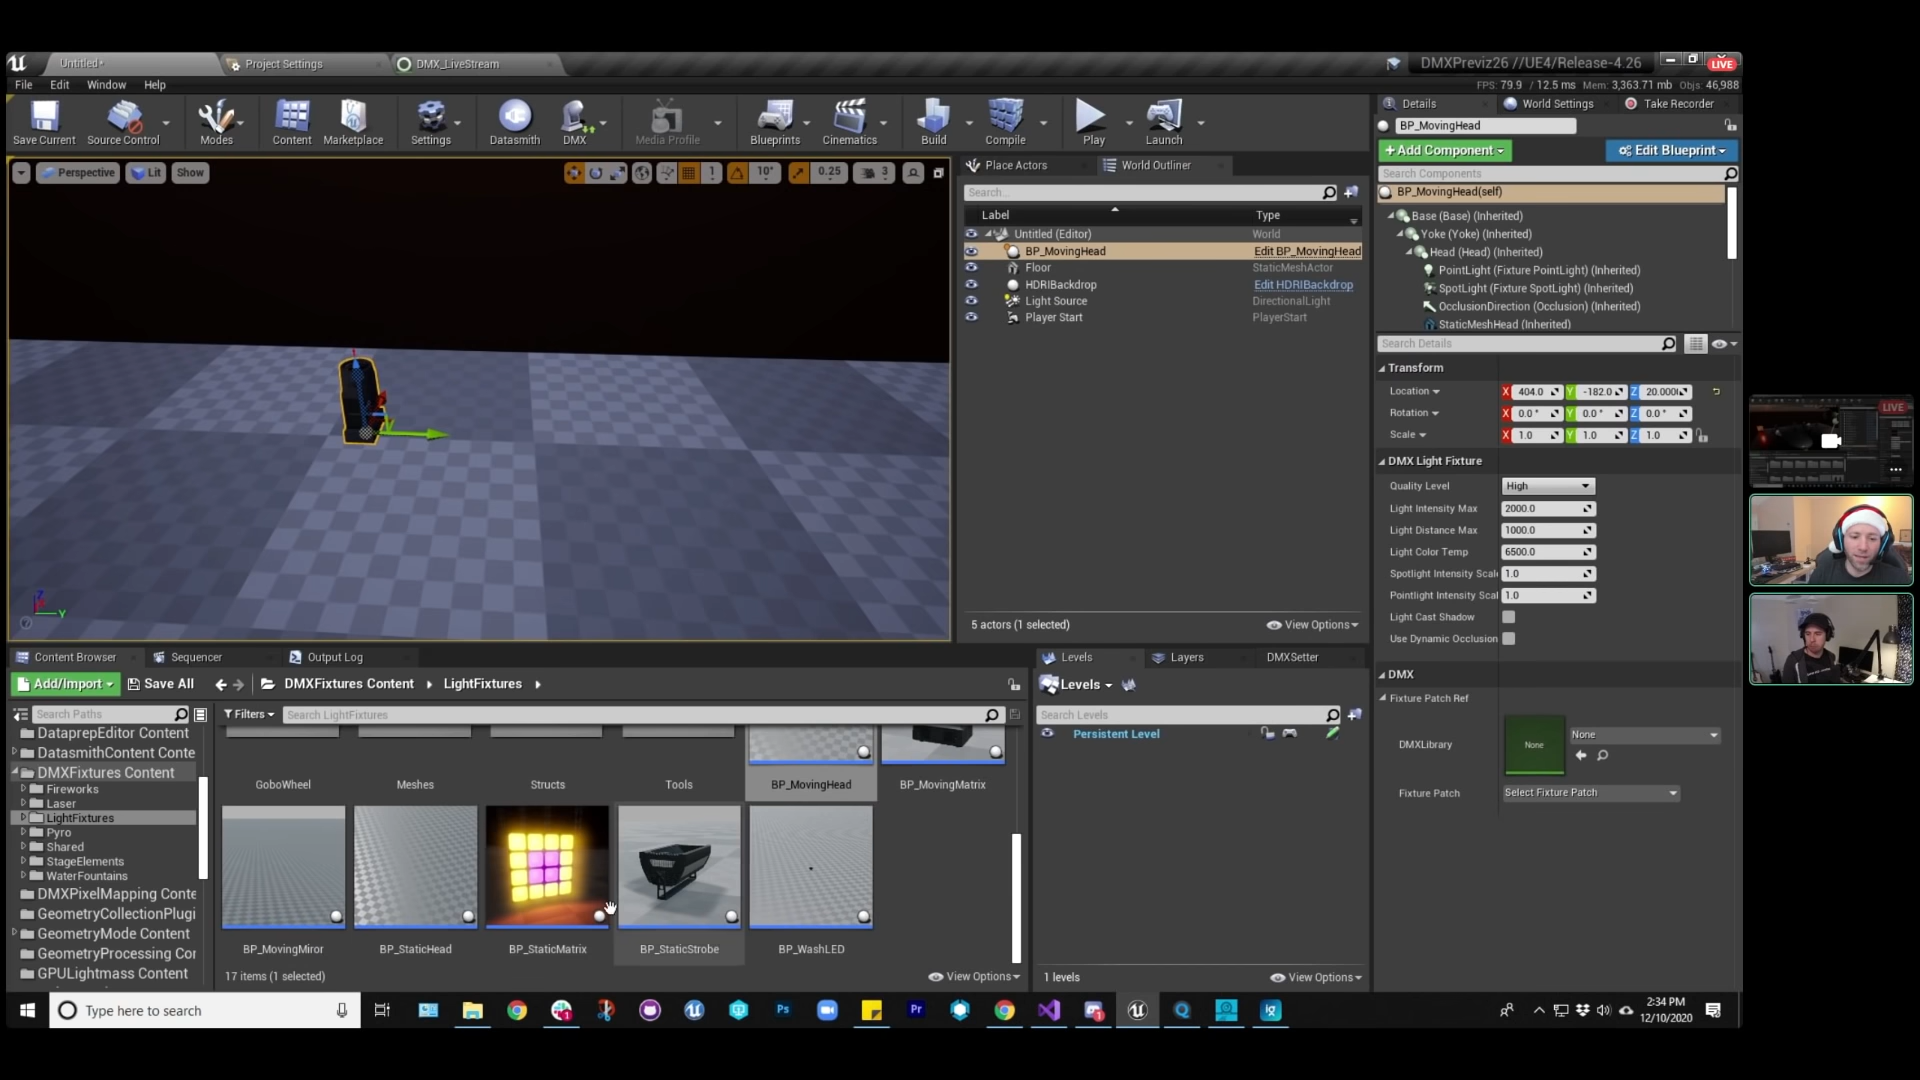 Untitled*
Project Settings
DMX_LiveStream
DMXPreviz26 //UE4/Release-4.26
LIVE
File
Edit
Window
Help
FPS: 79.9 / 12.5 ms Mem: 3,363.71 mb Objs: 46,988
Save Current
Source Control
Modes
Content
Marketplace
Settings
Datasmith
DMX
Media Profile
Blueprints
Cinematics
Build
Compile
Play
Launch
Details
World Settings
Take Recorder
BP_MovingHead
+Add Component
Edit Blueprint
Search Components
BP_MovingHead(self)
Base (Base) (Inherited)
Yoke (Yoke) (Inherited)
Head (Head) (Inherited)
PointLight (Fixture PointLight) (Inherited)
SpotLight (Fixture SpotLight) (Inherited)
OcclusionDirection (Occlusion) (Inherited)
StaticMeshHead (Inherited)
Perspective
Lit
Show
1
10°
0.25
3
Place Actors
World Outliner
Search...
Label
Type
Untitled (Editor)
World
BP_MovingHead
Edit BP_MovingHead
Floor
StaticMeshActor
HDRIBackdrop
Edit HDRIBackdrop
Light Source
DirectionalLight
Player Start
PlayerStart
5 actors (1 selected)
View Options
Search Details
Transform
Location
X 404.0
Y -182.0
Z 20.000
Rotation
X 0.0 °
Y 0.0 °
Z 0.0 °
Scale
X 1.0
Y 1.0
Z 1.0
DMX Light Fixture
Quality Level
High
Light Intensity Max
2000.0
Light Distance Max
1000.0
Light Color Temp
6500.0
Spotlight Intensity Scal
1.0
Pointlight Intensity Scal
1.0
Light Cast Shadow
Use Dynamic Occlusion
DMX
Fixture Patch Ref
DMXLibrary
None
None
Fixture Patch
Select Fixture Patch
LIVE
Content Browser
Sequencer
Output Log
Add/Import
Save All
DMXFixtures Content
LightFixtures
Search Paths
Filters
Search LightFixtures
DataprepEditor Content
DatasmithContent Conte
DMXFixtures Content
Fireworks
Laser
LightFixtures
Pyro
Shared
StageElements
WaterFountains
DMXPixelMapping Conte
GeometryCollectionPlugi
GeometryMode Content
GeometryProcessing Cor
GPULightmass Content
GoboWheel
Meshes
Structs
Tools
BP_MovingHead
BP_MovingMatrix
BP_MovingMiror
BP_StaticHead
BP_StaticMatrix
BP_StaticStrobe
BP_WashLED
17 items (1 selected)
View Options
Levels
Layers
DMXSetter
Levels
Search Levels
Persistent Level
1 levels
View Options
Type here to search
Ps
Pr
2:34 PM
12/10/2020